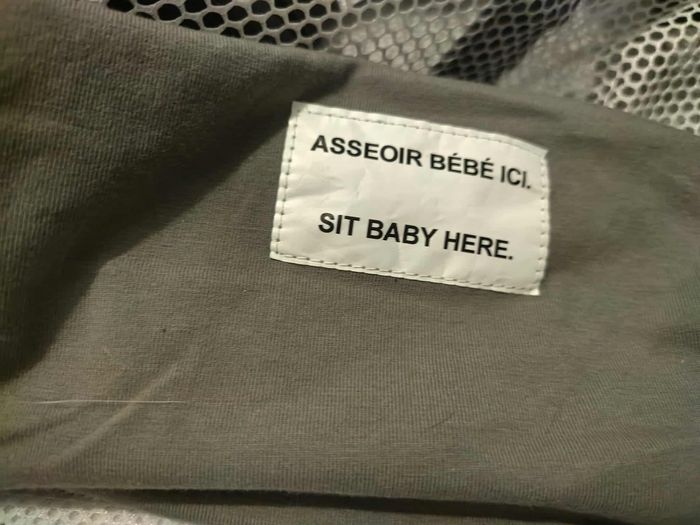 ASSEOIR BÉBÉ ICI.
SIT BABY HERE.